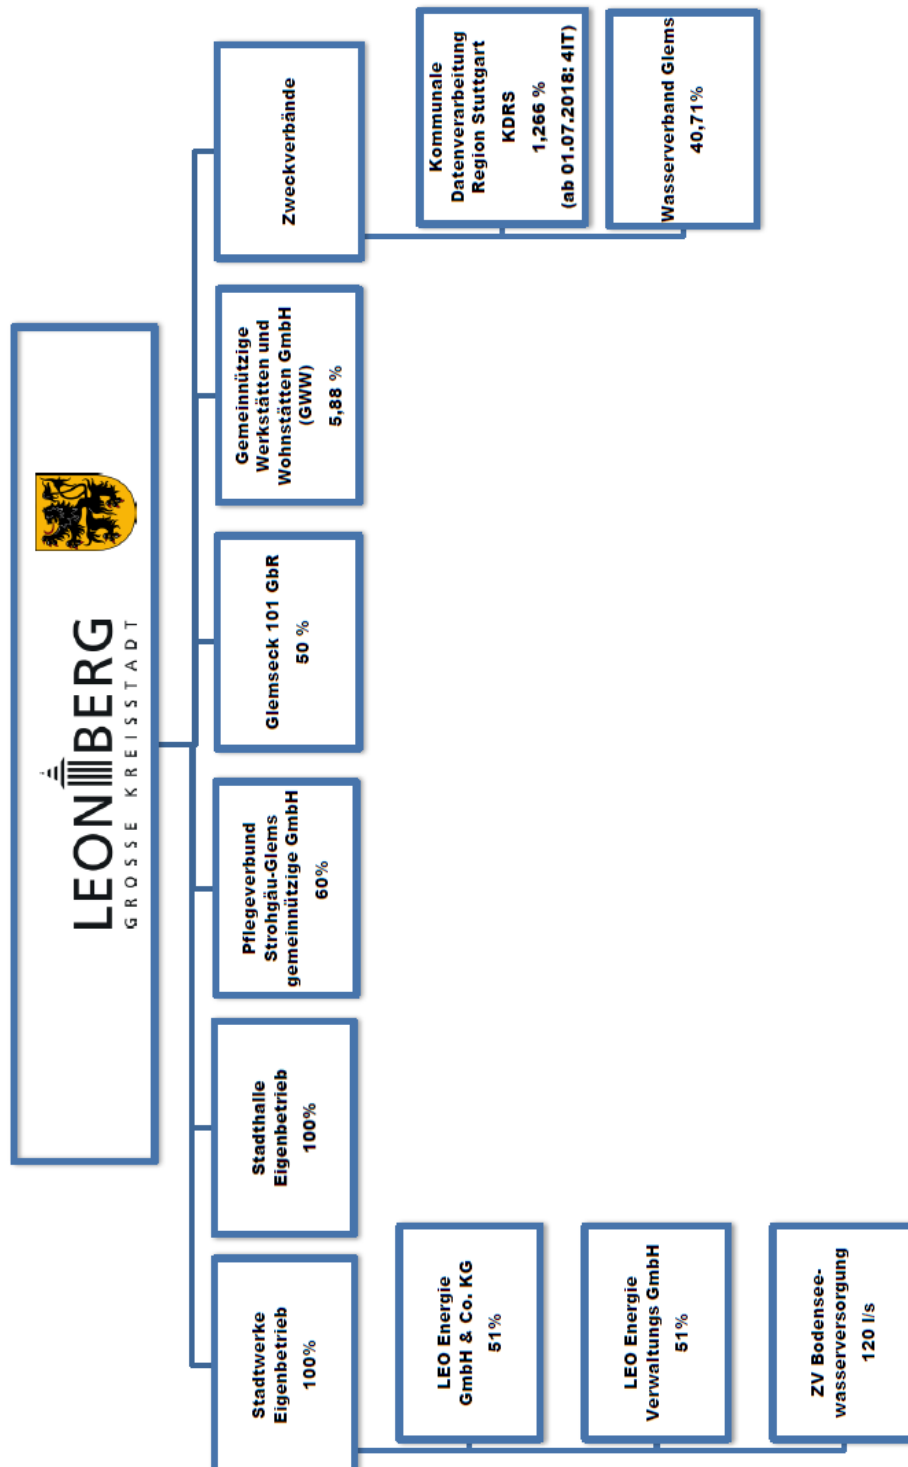 LEONBERG
GROSSE KREISSTADT
Stadtwerke
Eigenbetrieb
100%
LEO Energie
GmbH & Co. KG
51%
LEO Energie
Verwaltungs GmbH
51%
ZV Bodensee-
wasserversorgung
120 l/s
Stadthalle
Eigenbetrieb
100%
Pflegeverbund
Strohgäu-Glems
gemeinnützige GmbH
60%
Glemseck 101 GbR
50 %
Gemeinnützige
Werkstätten und
Wohnstätten GmbH
(GWW)
5,88 %
Zweckverbände
Kommunale
Datenverarbeitung
Region Stuttgart
KDRS
1,266 %
(ab 01.07.2018: 4IT)
Wasserverband Glems
40,71%